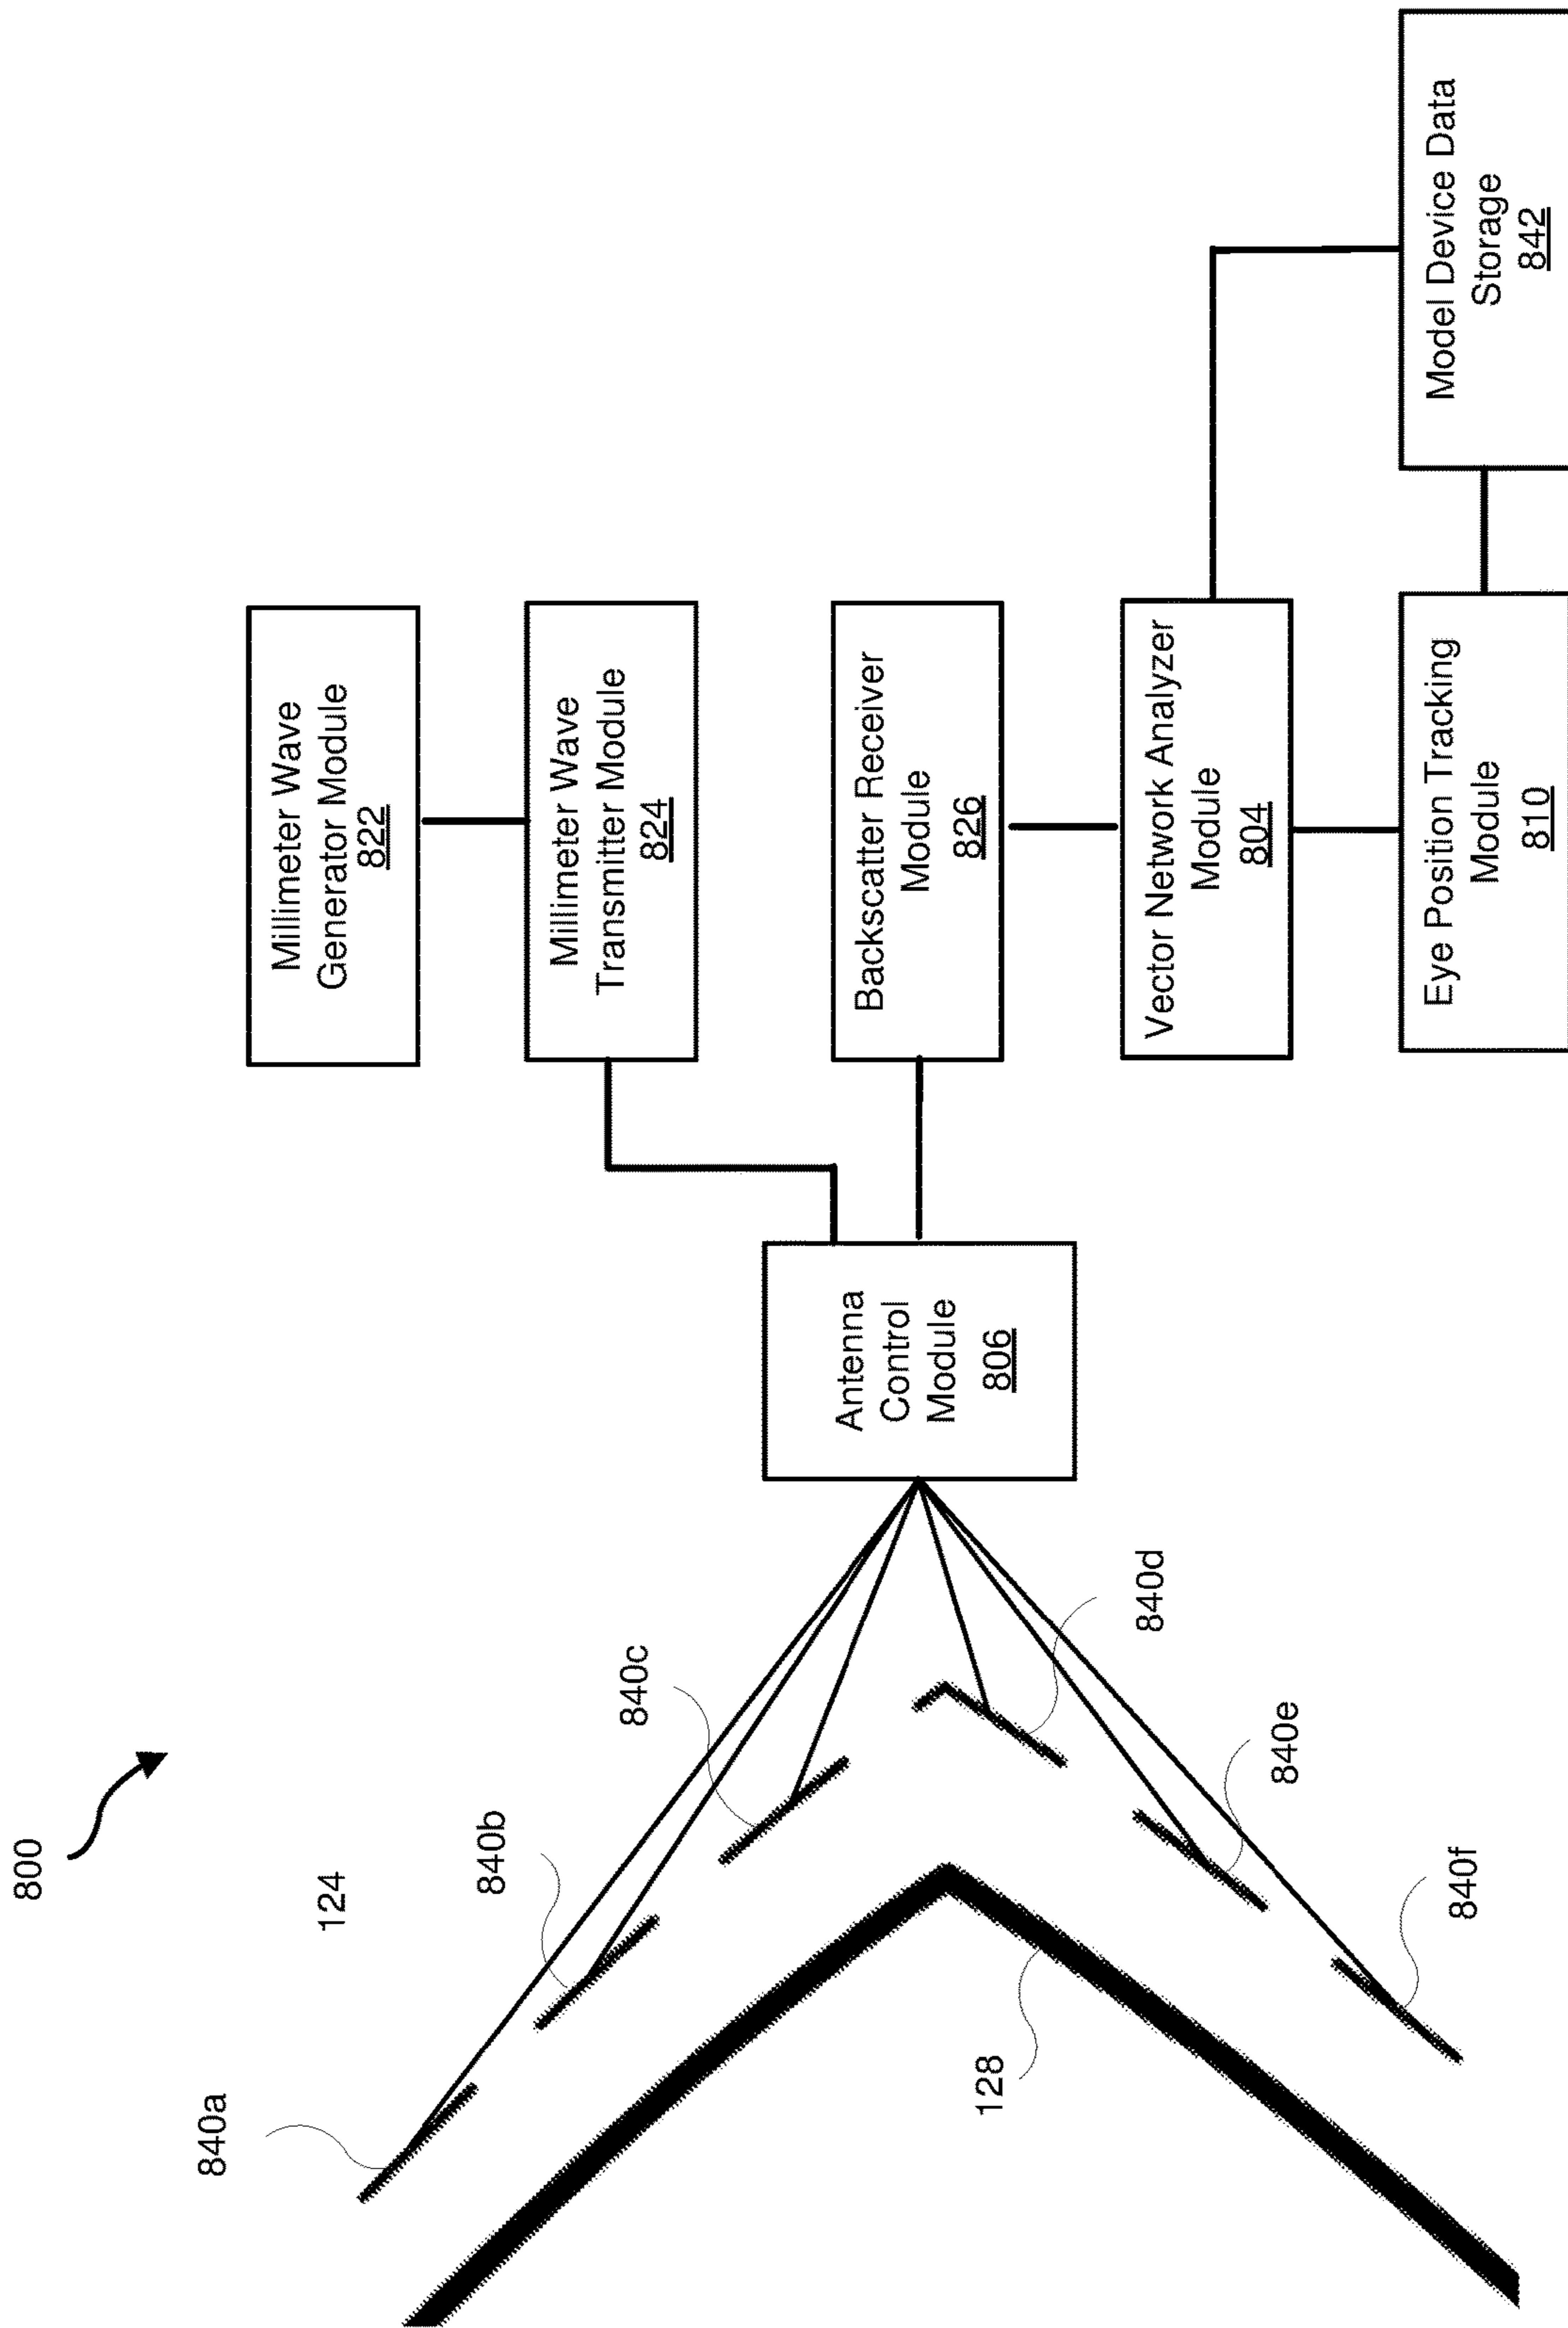 800
124
840a
840b
840c
840d
840e
840f
128
Antenna
Control
Module
806
Millimeter Wave
Generator Module
822
Millimeter Wave
Transmitter Module
824
Backscatter Receiver
Module
826
Vector Network Analyzer
Module
804
Eye Position Tracking
Module
810
Model Device Data
Storage
842